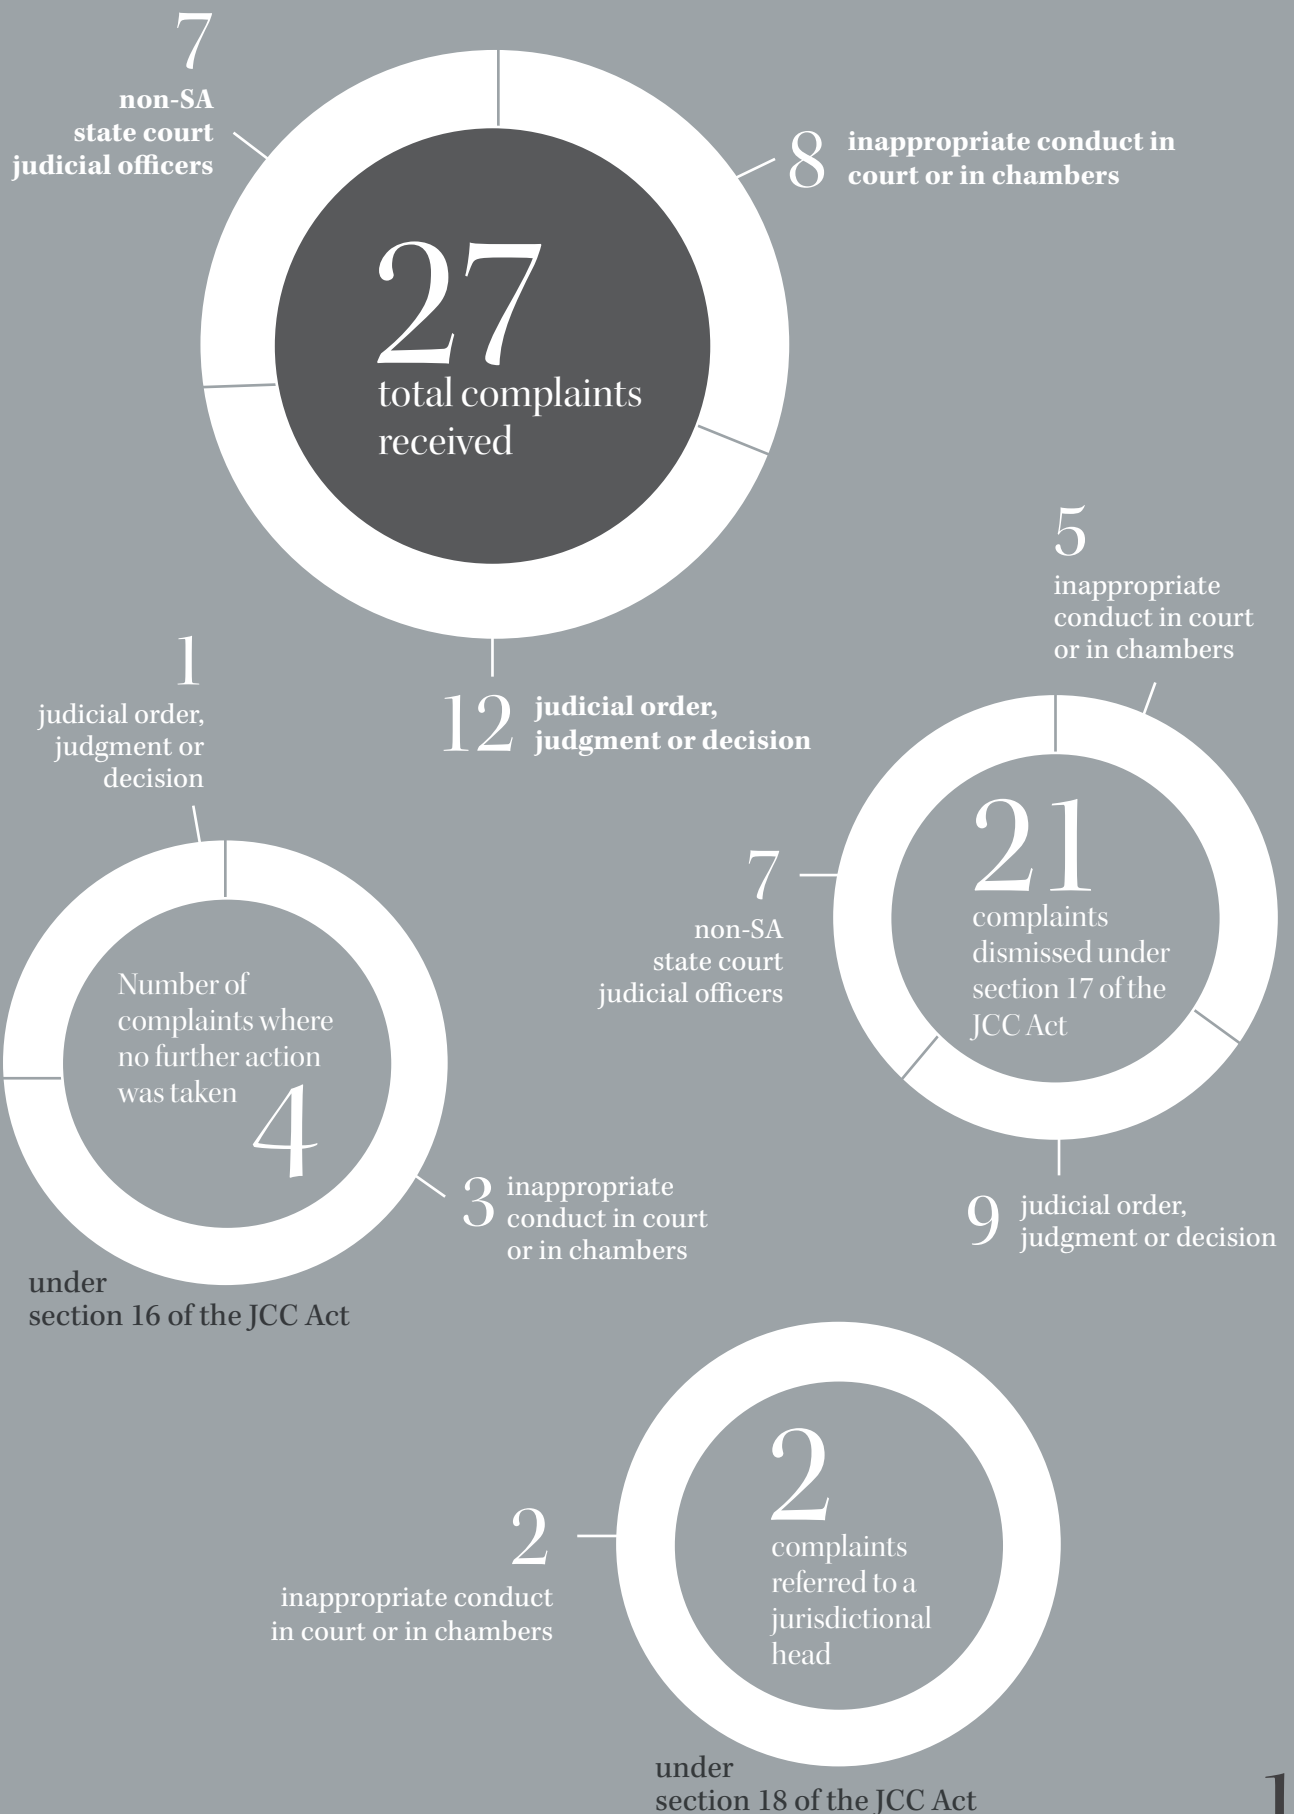 7
non-SA
state court
judicial officers
8
inappropriate conduct in
court or in chambers
27
total complaints
received
12
judicial order,
judgment or decision
5
inappropriate
conduct in court
or in chambers
1
judicial order,
judgment or
decision
21
complaints
dismissed under
section 17 of the
JCC Act
7
non-SA
state court
judicial officers
9
judicial order,
judgment or decision
Number of
complaints where
no further action
was taken
4
3
inappropriate
conduct in court
or in chambers
under
section 16 of the JCC Act
2
complaints
referred to a
jurisdictional
head
2
inappropriate conduct
in court or in chambers
under
section 18 of the JCC Act